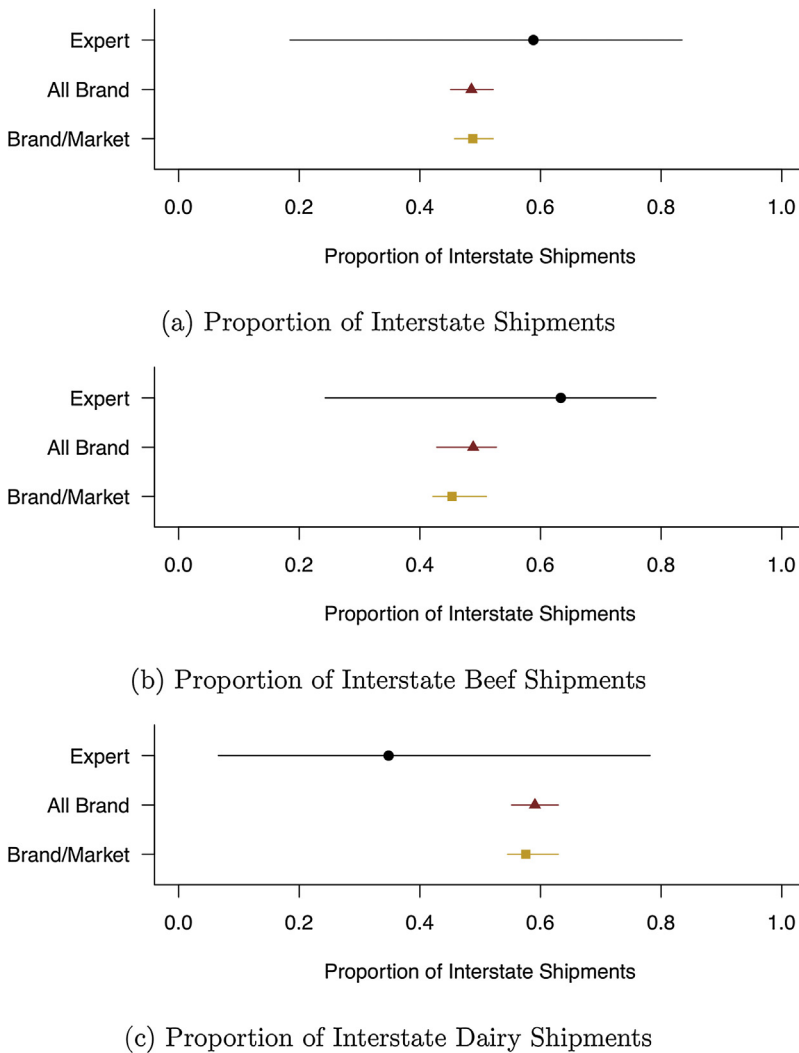 Expert
All Brand
Brand/Market
0.0 0.2 0.4 0.6 0.8 1.0
Proportion of Interstate Shipments
(a) Proportion of Interstate Shipments
Expert
All Brand
Brand/Market
0.0 0.2 0.4 0.6 0.8 1.0
Proportion of Interstate Shipments
(b) Proportion of Interstate Beef Shipments
Expert
All Brand
Brand/Market
0.0 0.2 0.4 0.6 0.8 1.0
Proportion of Interstate Shipments
(c) Proportion of Interstate Dairy Shipments